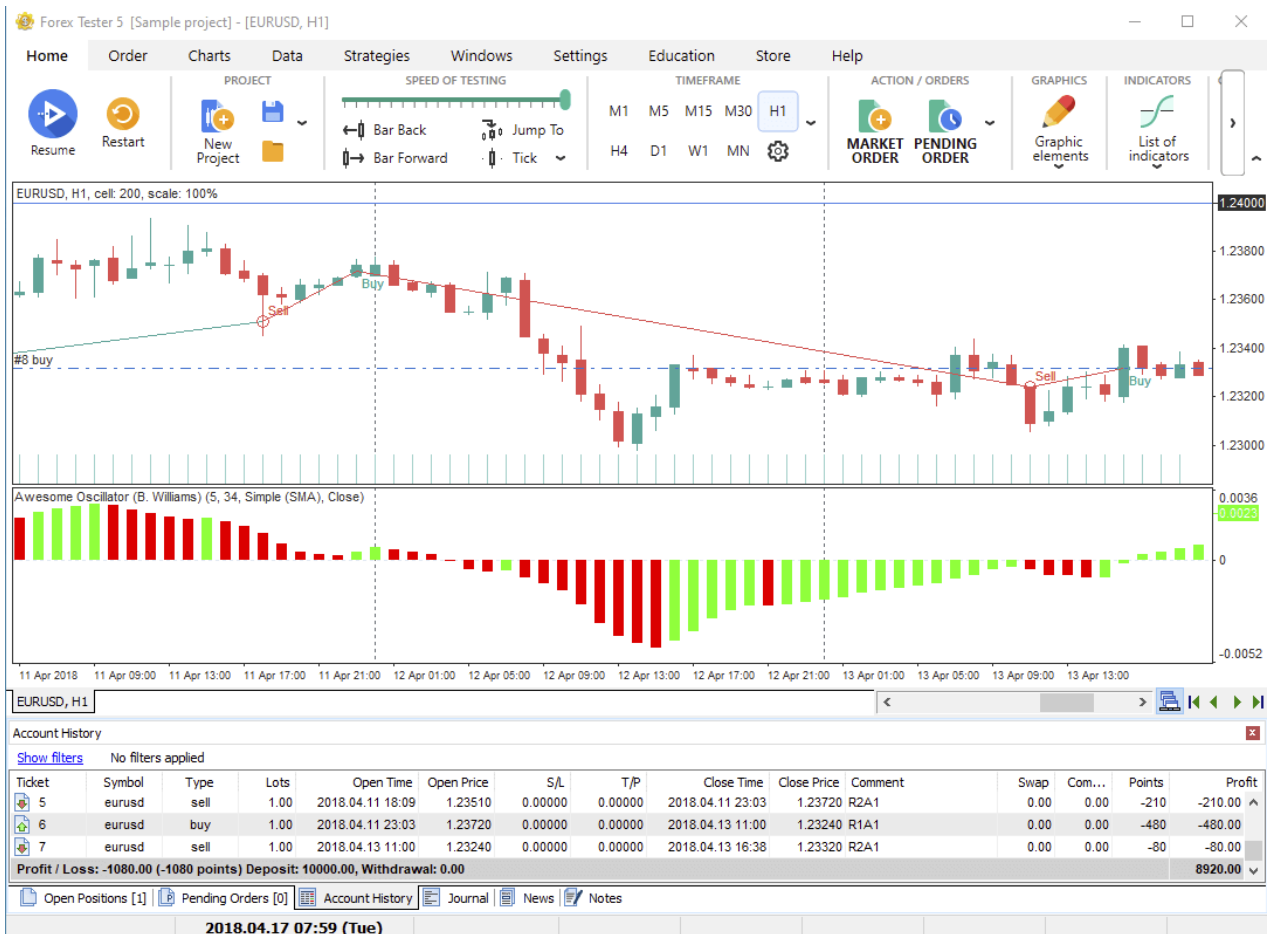 Forex Tester 5 [Sample project] - [EURUSD, H1]
Home Order Charts Data Strategies Windows Settings Education Store Help
PROJECT SPEED OF TESTING TIMEFRAME ACTION / ORDERS GRAPHICS INDICATORS
Resume
Restart
New
Project
Bar Back Jump To
Bar Forward Tick
M1 M5 M15 M30 H1
H4 D1 W1 MN
MARKET
ORDER
PENDING
ORDER
Graphic
elements
List of
indicators
EURUSD, H1, cell: 200, scale: 100%
1.24000
1.23800
1.23600
1.23400
1.23200
1.23000
Sell
Buy
#8 buy
Sell
Buy
Awesome Oscillator (B. Williams) (5, 34, Simple (SMA), Close)
0.0036
0.0023
0
-0.0052
11 Apr 2018 11 Apr 09:00 11 Apr 13:00 11 Apr 17:00 11 Apr 21:00 12 Apr 01:00 12 Apr 05:00 12 Apr 09:00 12 Apr 13:00 12 Apr 17:00 12 Apr 21:00 13 Apr 01:00 13 Apr 05:00 13 Apr 09:00 13 Apr 13:00
EURUSD, H1
Account History
Show filters No filters applied
Ticket Symbol Type Lots Open Time Open Price S/L T/P Close Time Close Price Comment Swap Com... Points Profit
5 eurusd sell 1.00 2018.04.11 18:09 1.23510 0.00000 0.00000 2018.04.11 23:03 1.23720 R2A1 0.00 0.00 -210 -210.00
6 eurusd buy 1.00 2018.04.11 23:03 1.23720 0.00000 0.00000 2018.04.13 11:00 1.23240 R1A1 0.00 0.00 -480 -480.00
7 eurusd sell 1.00 2018.04.13 11:00 1.23240 0.00000 0.00000 2018.04.13 16:38 1.23320 R2A1 0.00 0.00 -80 -80.00
Profit / Loss: -1080.00 (-1080 points) Deposit: 10000.00, Withdrawal: 0.00 8920.00
Open Positions [1] Pending Orders [0] Account History Journal News Notes
2018.04.17 07:59 (Tue)